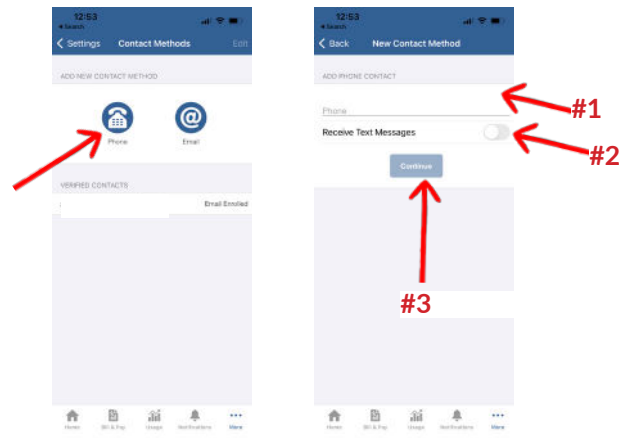 12:53
Search
Settings Contact Methods Edit
ADD NEW CONTACT METHOD
Phone Email
VERIFIED CONTACTS
Email Enrolled
Home Bill & Pay Usage Notifications More
12:53
Search
Back New Contact Method
ADD PHONE CONTACT
Phone
#1
Receive Text Messages
#2
Continue
#3
Home Bill & Pay Usage Notifications More